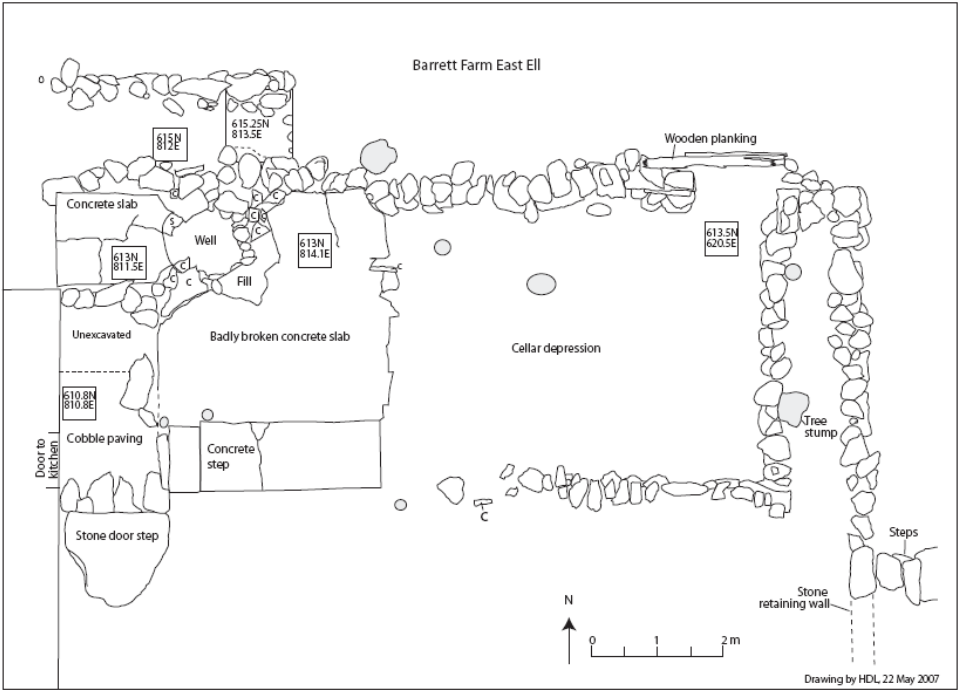 Barrett Farm East Ell
o
615.25N
813.5E
615N
812E
Wooden planking
Concrete slab
c
c
c
c
c
c
s
Well
613N
814.1E
613.5N
620.5E
613N
811.5E
c
c
c
c
Fill
Unexcavated
Badly broken concrete slab
Cellar depression
610.8N
810.8E
Tree
stump
Door to
kitchen
Cobble paving
Concrete
step
C
Stone door step
Steps
Stone
retaining wall
N
0 1 2 m
Drawing by HDL, 22 May 2007